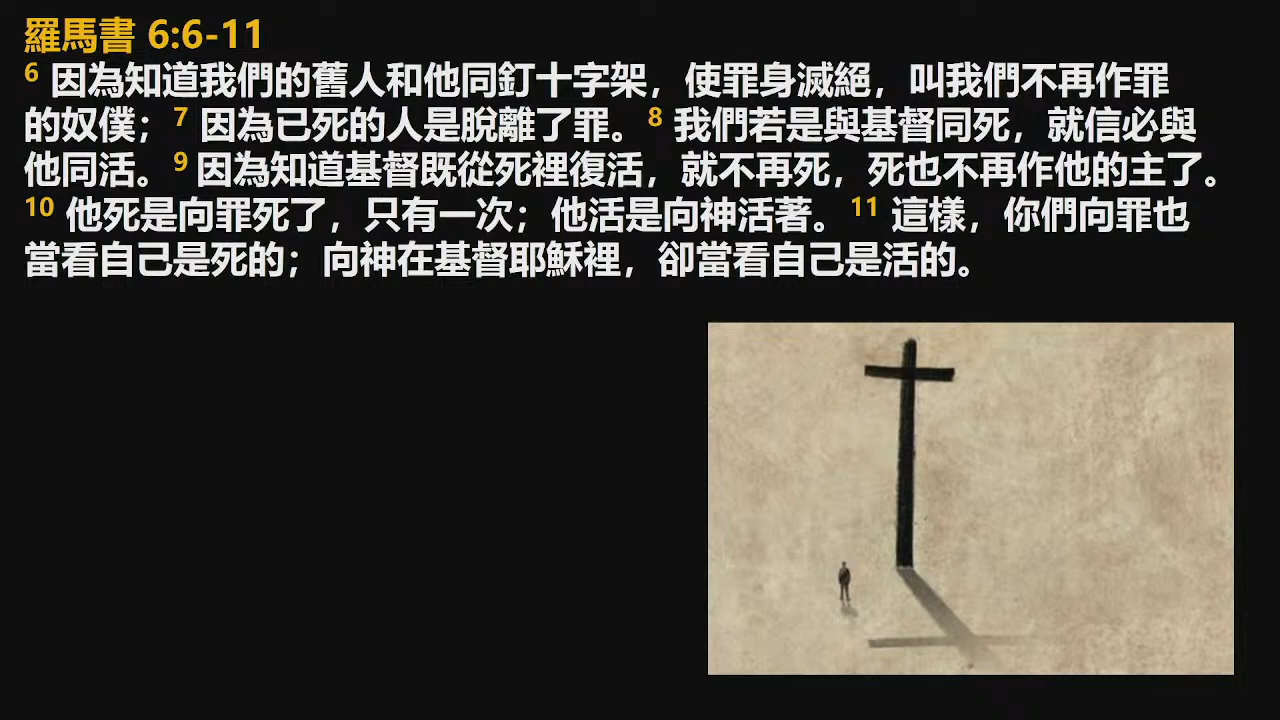 羅馬書 6:6-11
6 因為知道我們的舊人和他同釘十字架，使罪身滅絕，叫我們不再作罪
的奴僕；7 因為已死的人是脫離了罪。8 我們若是與基督同死，就信必與
他同活。9 因為知道基督既從死裡復活，就不再死，死也不再作他的主了。
10 他死是向罪死了，只有一次；他活是向神活著。11 這樣，你們向罪也
當看自己是死的；向神在基督耶穌裡，卻當看自己是活的。